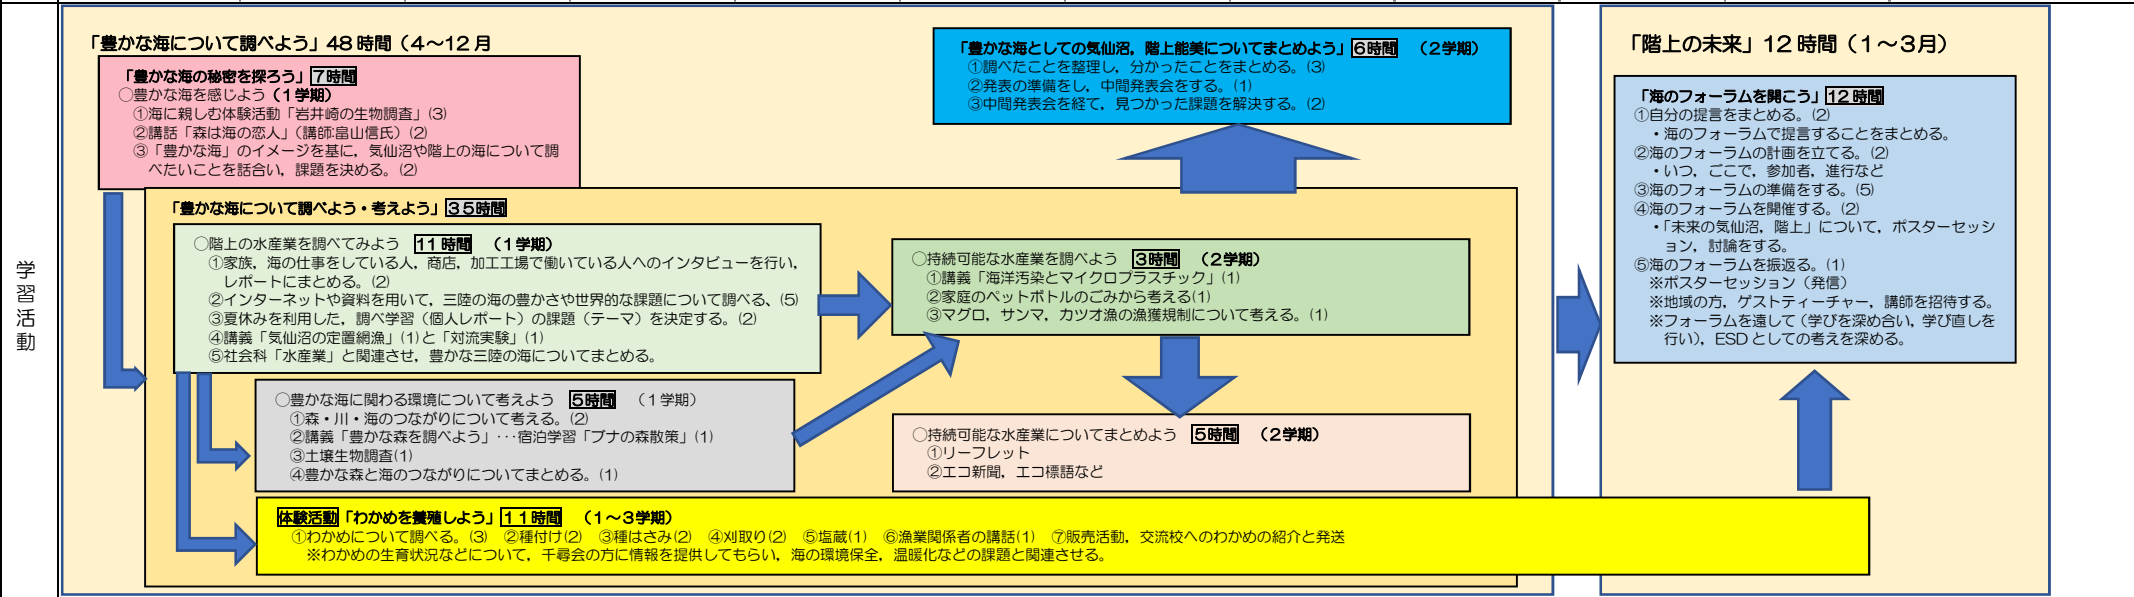 学習活動
「豊かな海について調べよう」48時間（4～12月
「豊かな海の秘密を探ろう」7時間
○豊かな海を感じよう（1学期）
①海に親しむ体験活動「岩井崎の生物調査」(3)
②講話「森は海の恋人」（講師:畠山信氏）(2)
③「豊かな海」のイメージを基に，気仙沼や階上の海について調
べたいことを話合い，課題を決める。(2)
「豊かな海について調べよう・考えよう」35時間
○階上の水産業を調べてみよう　11時間　（1学期）
①家族，海の仕事をしている人，商店，加工工場で働いている人へのインタビューを行い，
レポートにまとめる。(2)
②インターネットや資料を用いて，三陸の海の豊かさや世界的な課題について調べる、(5)
③夏休みを利用した，調べ学習（個人レポート）の課題（テーマ）を決定する。(2)
④講義「気仙沼の定置網漁」(1)と「対流実験」(1)
⑤社会科「水産業」と関連させ，豊かな三陸の海についてまとめる。
○豊かな海に関わる環境について考えよう　5時間　（1学期）
①森・川・海のつながりについて考える。(2)
②講義「豊かな森を調べよう」･･･宿泊学習「ブナの森散策」(1)
③土壌生物調査(1)
④豊かな森と海のつながりについてまとめる。(1)
体験活動「わかめを養殖しよう」11時間　（1～3学期）
①わかめについて調べる。(3)　②種付け(2)　③種はさみ(2)　④刈取り(2)　⑤塩蔵(1)　⑥漁業関係者の講話(1)　⑦販売活動，交流校へのわかめの紹介と発送
※わかめの生育状況などについて，千尋会の方に情報を提供してもらい，海の環境保全，温暖化などの課題と関連させる。
「豊かな海としての気仙沼，階上能美についてまとめよう」6時間　（2学期）
①調べたことを整理し，分かったことをまとめる。(3)
②発表の準備をし，中間発表会をする。(1)
③中間発表会を経て，見つかった課題を解決する。(2)
○持続可能な水産業を調べよう　3時間　（2学期）
①講義「海洋汚染とマイクロプラスチック」(1)
②家庭のペットボトルのごみから考える(1)
③マグロ，サンマ，カツオ漁の漁獲規制について考える。(1)
○持続可能な水産業についてまとめよう　5時間　（2学期）
①リーフレット
②エコ新聞，エコ標語など
「階上の未来」12時間（1～3月）
「海のフォーラムを開こう」12時間
①自分の提言をまとめる。(2)
・海のフォーラムで提言することをまとめる。
②海のフォーラムの計画を立てる。(2)
・いつ，ごこで，参加者，進行など
③海のフォーラムの準備をする。(5)
④海のフォーラムを開催する。(2)
・「未来の気仙沼，階上」について，ポスターセッシ
ョン，討論をする。
⑤海のフォーラムを振返る。(1)
※ポスターセッション（発信）
※地域の方，ゲストティーチャー，講師を招待する。
※フォーラムを遠して（学びを深め合い，学び直しを
行い），ESDとしての考えを深める。